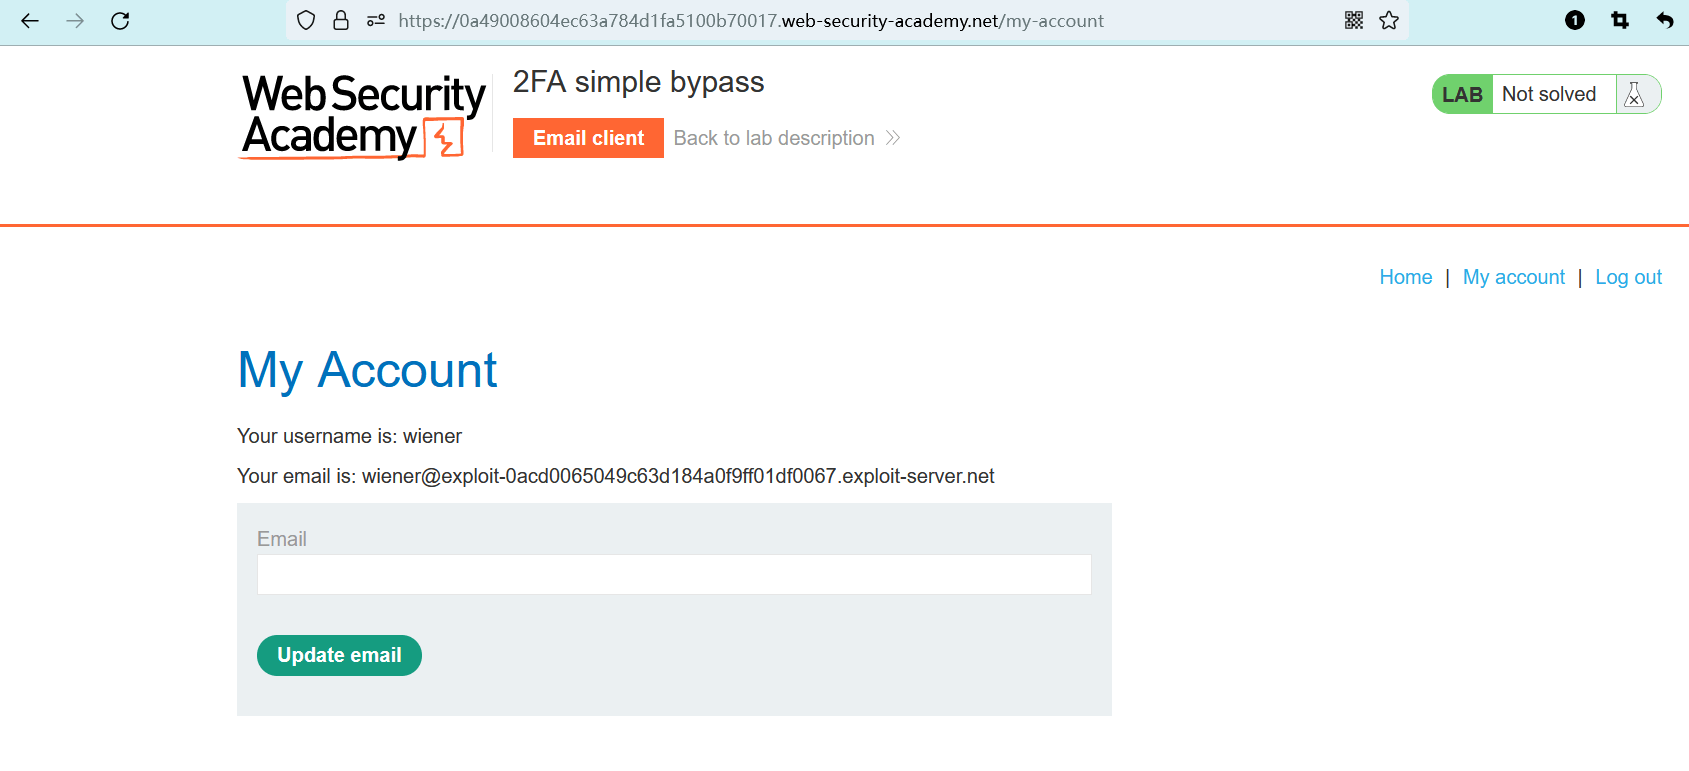 https://0a49008604ec63a784d1fa5100b70017.web-security-academy.net/my-account
1
Web Security
Academy
2FA simple bypass
Email client
Back to lab description
LAB
Not solved
Home | My account | Log out
My Account
Your username is: wiener
Your email is: wiener@exploit-0acd0065049c63d184a0f9ff01df0067.exploit-server.net
Email
Update email